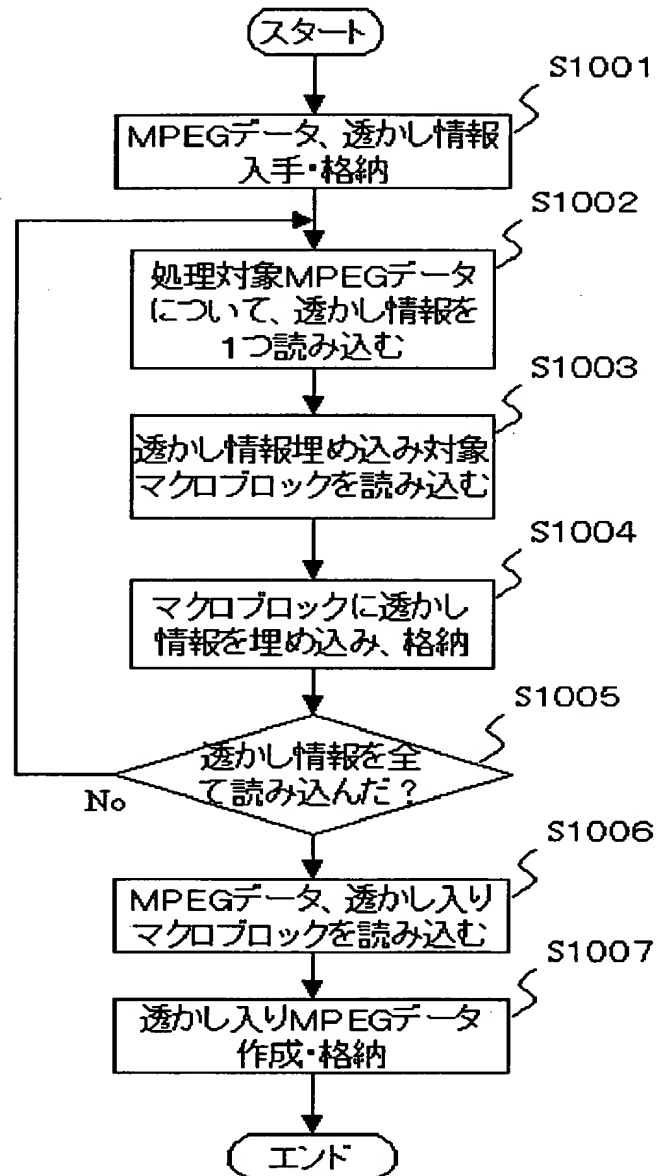 スタート
S1001
MPEGデータ、透かし情報
入手・格納
S1002
処理対象MPEGデータ
について、透かし情報を
1つ読み込む
S1003
透かし情報埋め込み対象
マクロブロックを読み込む
S1004
マクロブロックに透かし
情報を埋め込み、格納
S1005
透かし情報を全
て読み込んだ？
No
S1006
MPEGデータ、透かし入り
マクロブロックを読み込む
S1007
透かし入りMPEGデータ
作成・格納
エンド